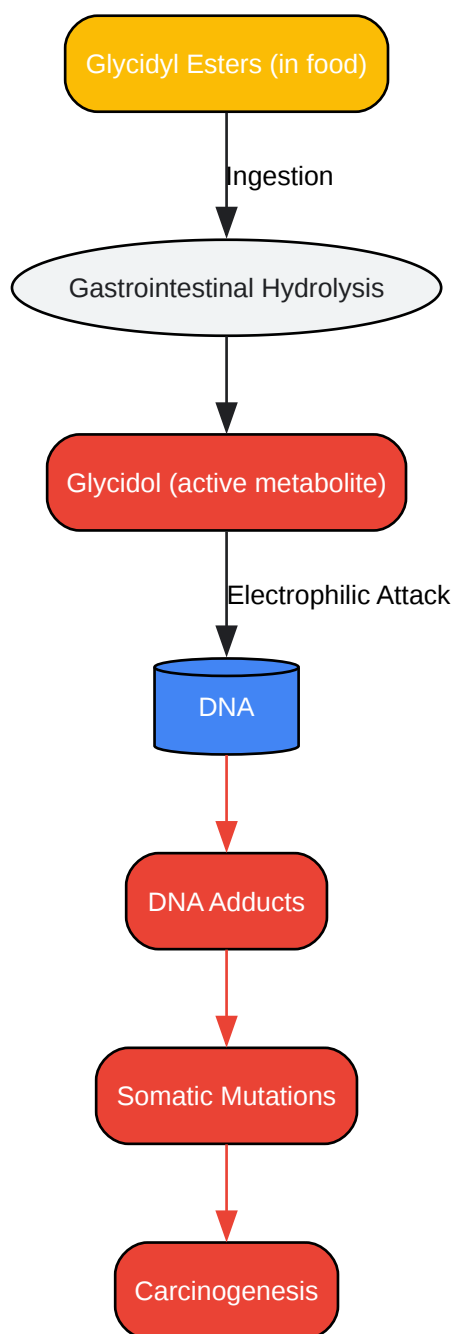 Glycidyl Esters (in food)
Ingestion
Gastrointestinal Hydrolysis
Glycidol (active metabolite)
Electrophilic Attack
DNA
DNA Adducts
Somatic Mutations
Carcinogenesis